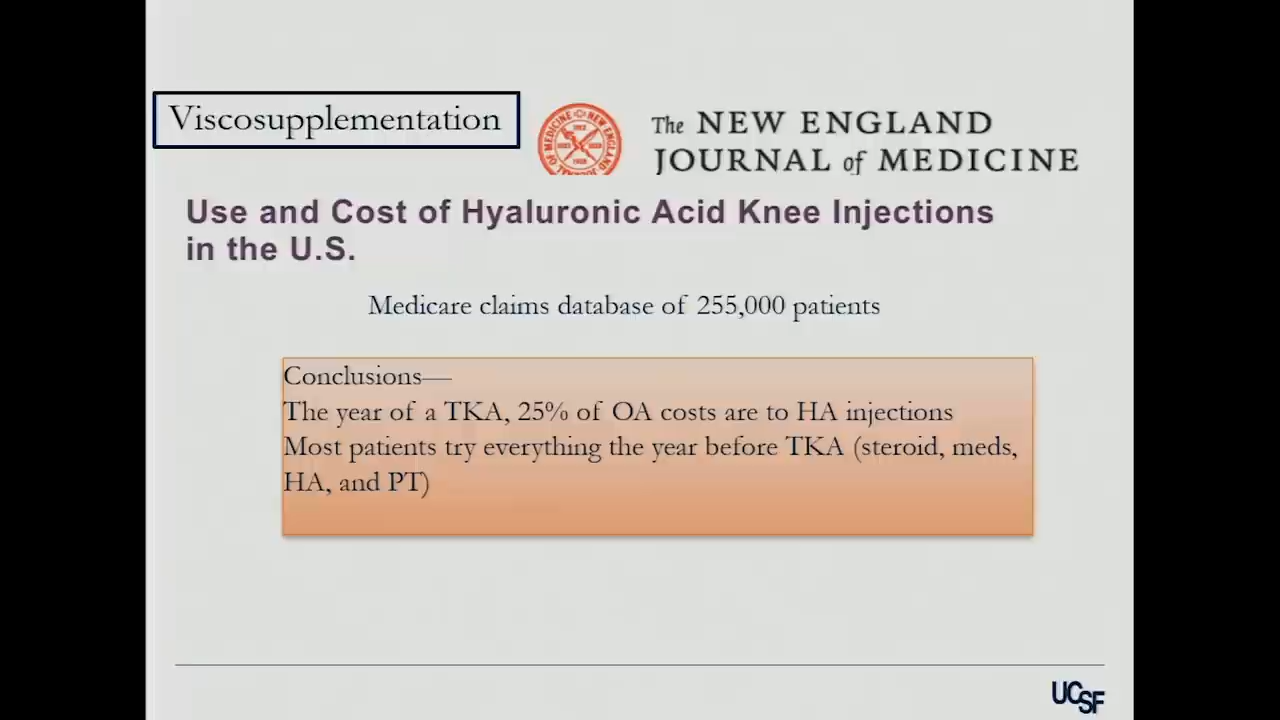 Viscosupplementation
The NEW ENGLAND
JOURNAL of MEDICINE
Use and Cost of Hyaluronic Acid Knee Injections
in the U.S.
Medicare claims database of 255,000 patients
Conclusions—
The year of a TKA, 25% of OA costs are to HA injections
Most patients try everything the year before TKA (steroid, meds,
HA, and PT)
UCSF